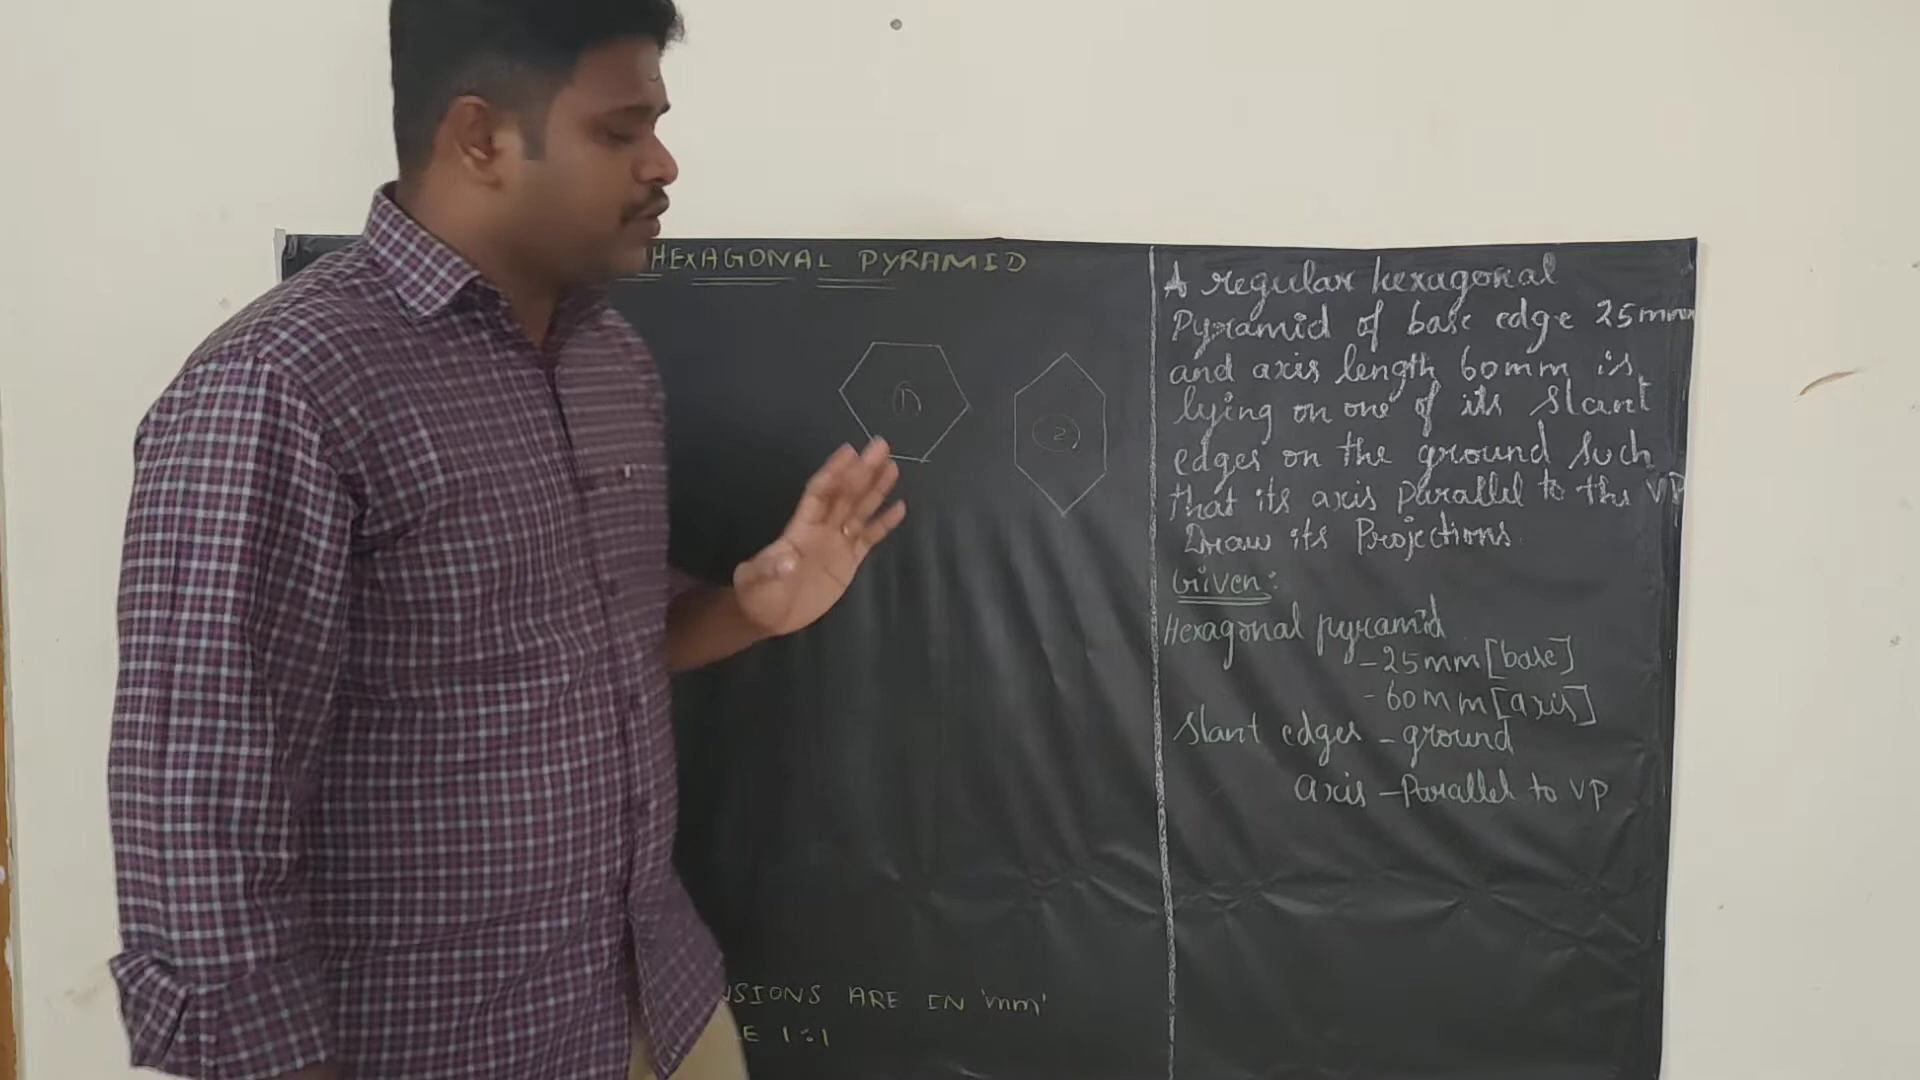 HEXAGONAL PYRAMID
1
2
A regular hexagonal
Pyramid of base edge 25mm
and axis length 60mm is
lying on one of its slant
edges on the ground such
that its axis parallel to the VP
Draw its Projections.
Given:
Hexagonal pyramid
- 25mm [base]
- 60mm [axis]
slant edges - ground
axis - Parallel to VP
NSIONS ARE IN 'mm'
E 1:1